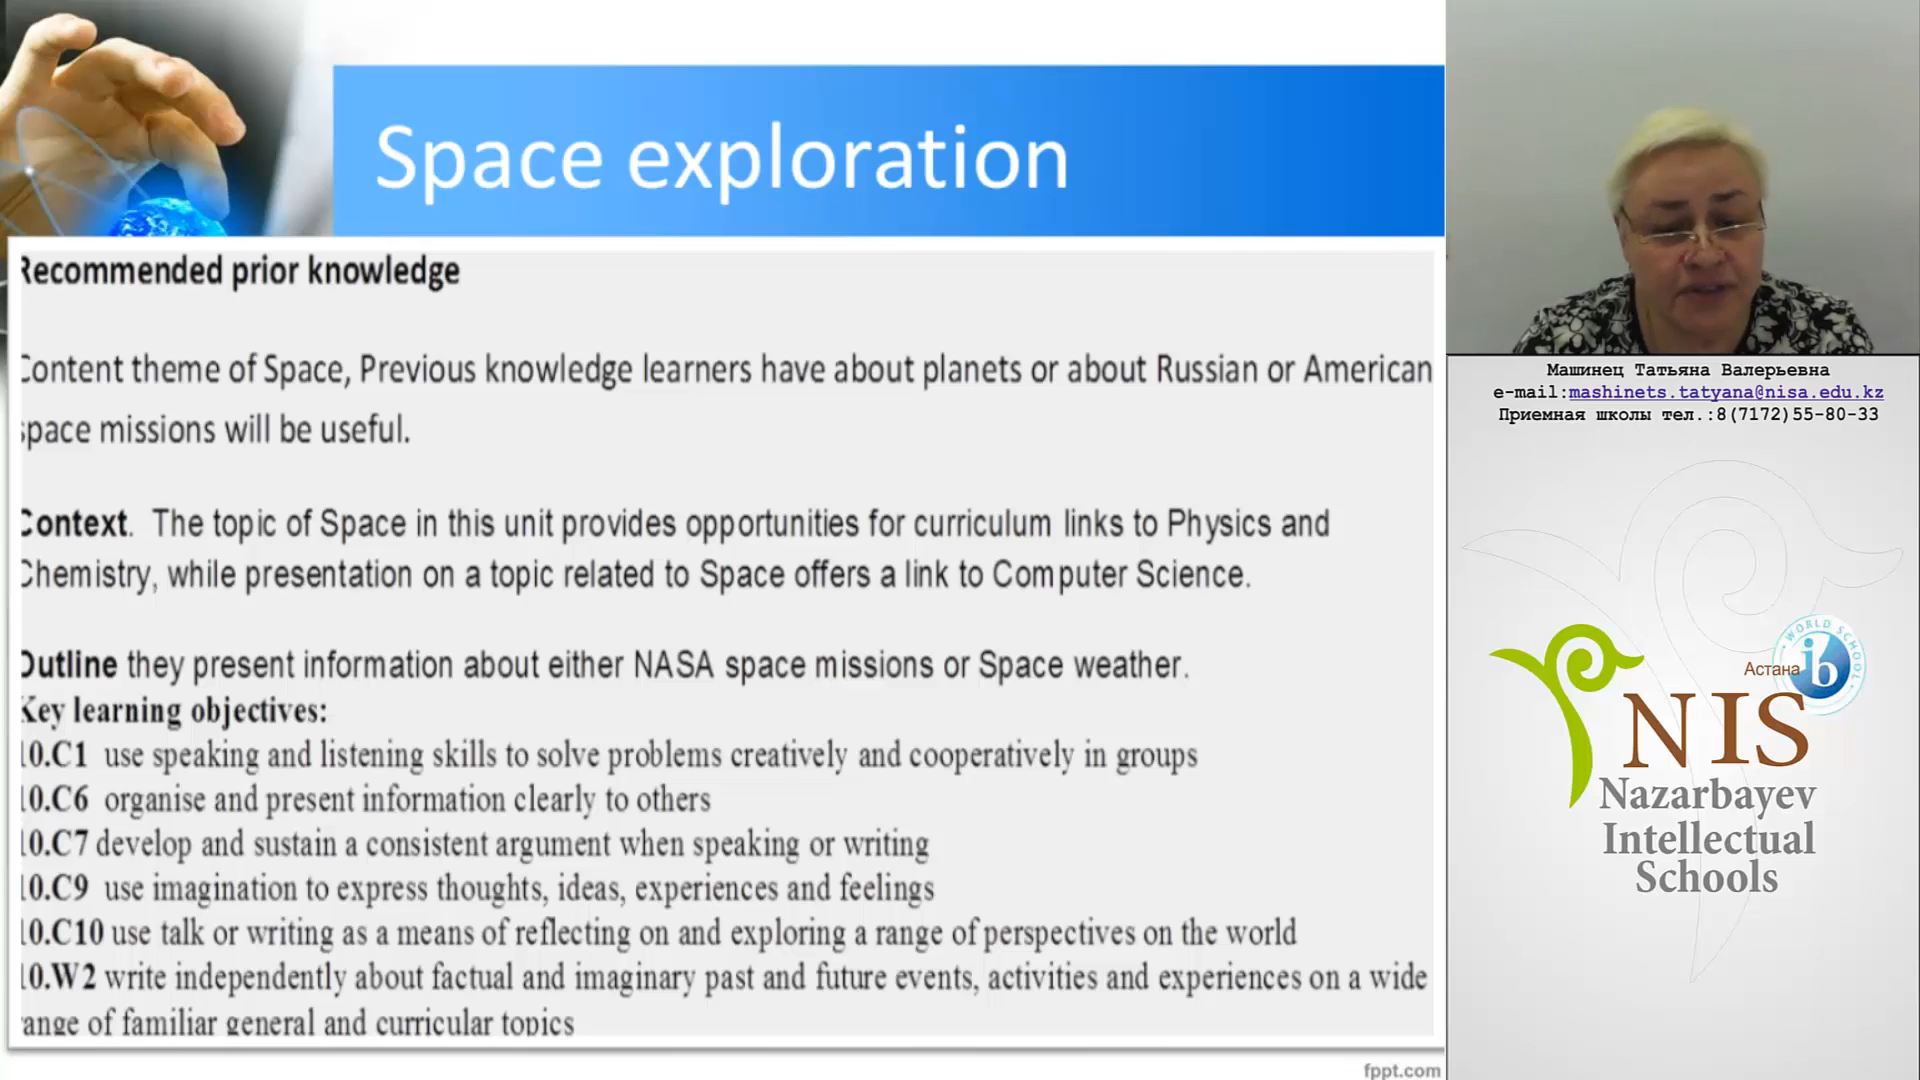 Space exploration
Recommended prior knowledge
Content theme of Space, Previous knowledge learners have about planets or about Russian or American
space missions will be useful.
Context. The topic of Space in this unit provides opportunities for curriculum links to Physics and
Chemistry, while presentation on a topic related to Space offers a link to Computer Science.
Outline they present information about either NASA space missions or Space weather.
Key learning objectives:
10.C1 use speaking and listening skills to solve problems creatively and cooperatively in groups
10.C6 organise and present information clearly to others
10.C7 develop and sustain a consistent argument when speaking or writing
10.C9 use imagination to express thoughts, ideas, experiences and feelings
10.C10 use talk or writing as a means of reflecting on and exploring a range of perspectives on the world
10.W2 write independently about factual and imaginary past and future events, activities and experiences on a wide
range of familiar general and curricular topics
fppt.com
Машинец Татьяна Валерьевна
e-mail:mashinets.tatyana@nisa.edu.kz
Приемная школы тел.:8(7172)55-80-33
WORLD SCHOOL
ib
Астана
NIS
Nazarbayev
Intellectual
Schools